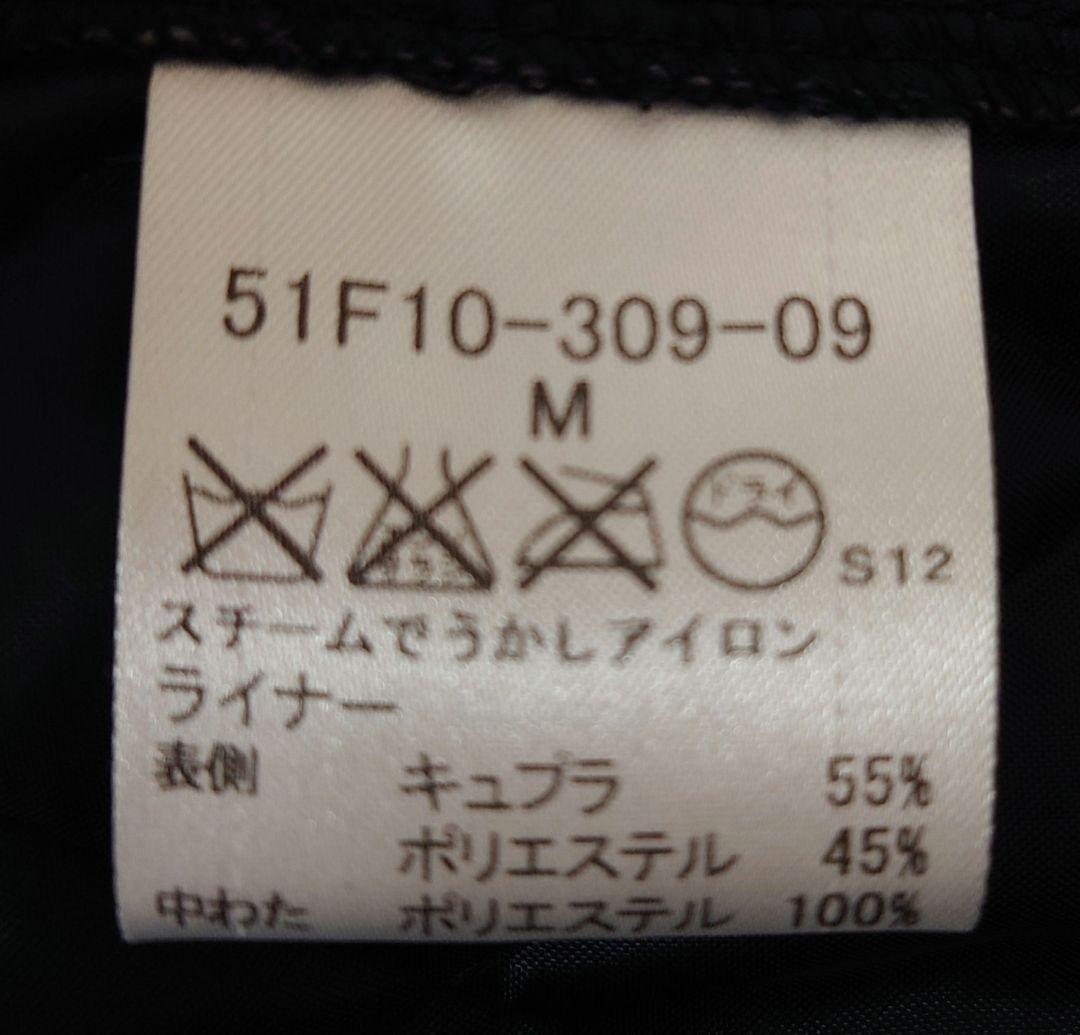 51F10-309-09
M
ドライ
S12
スチームでうかしアイロン
ライナー
表側 キュプラ 55%
ポリエステル 45%
中わた ポリエステル 100%